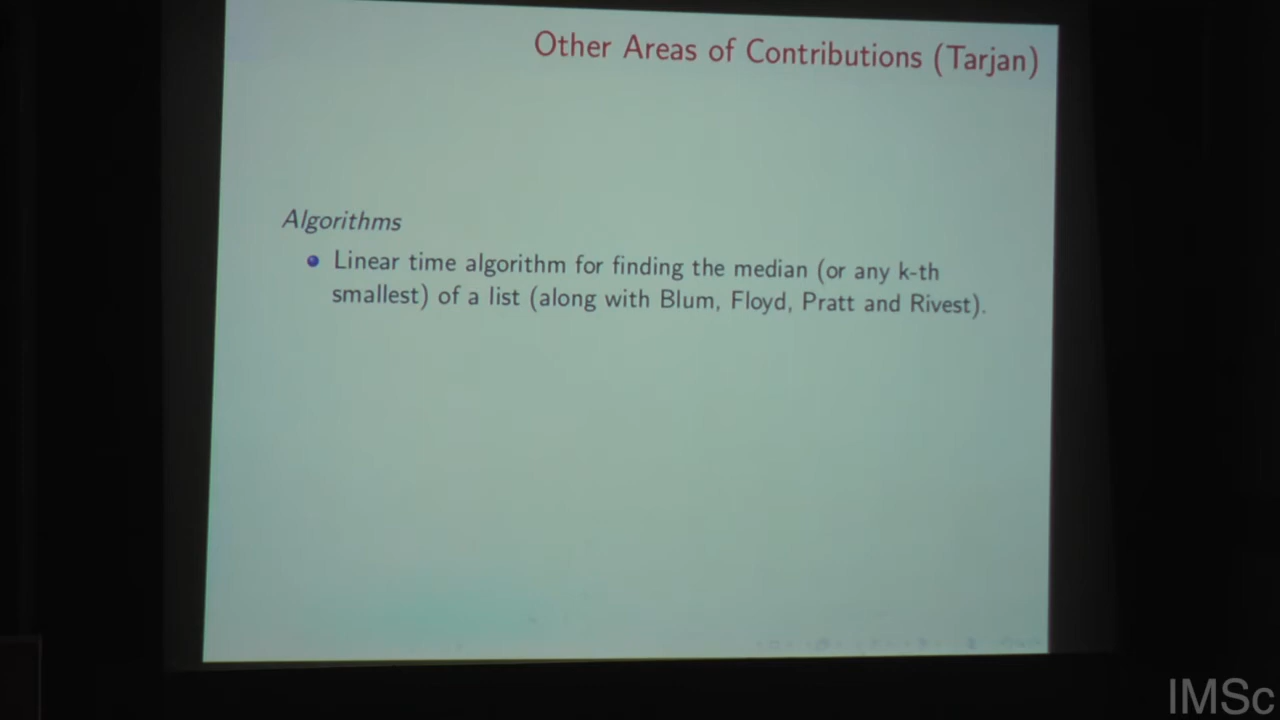 Other Areas of Contributions (Tarjan)
Algorithms
Linear time algorithm for finding the median (or any k-th
smallest) of a list (along with Blum, Floyd, Pratt and Rivest).
IMSc